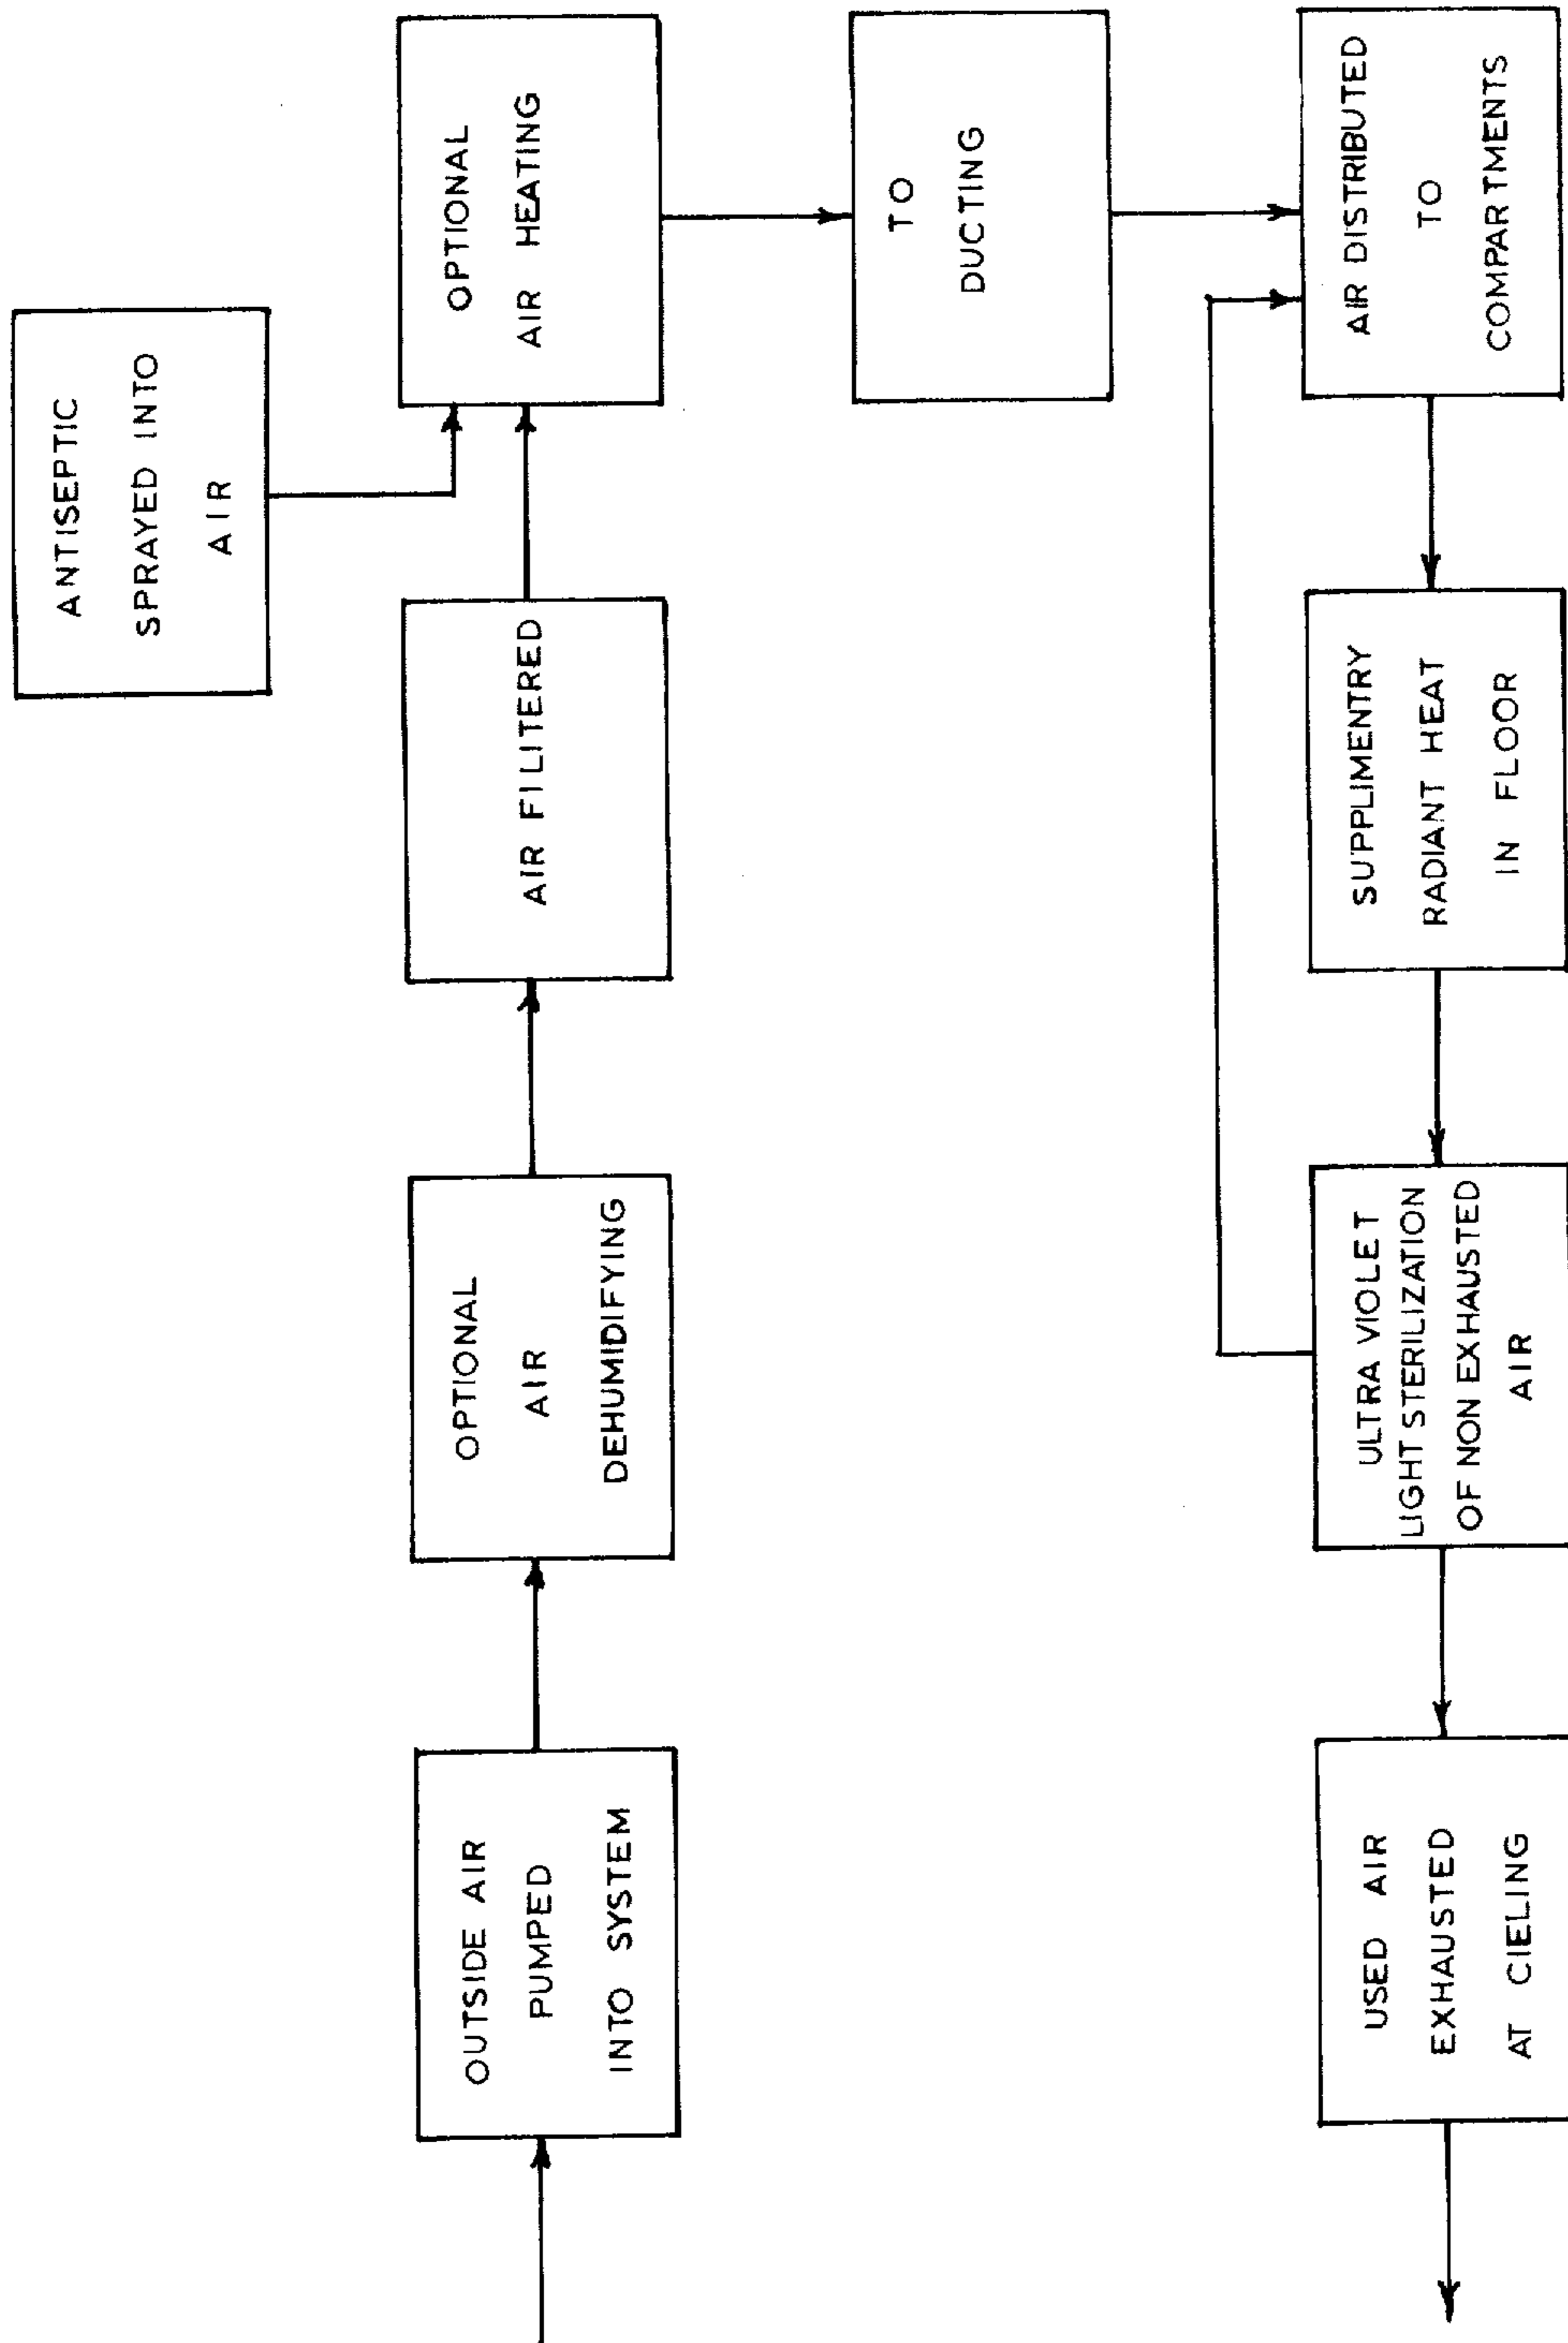 ANTISEPTIC
SPRAYED INTO
AIR
OUTSIDE AIR
PUMPED
INTO SYSTEM
OPTIONAL
AIR
DEHUMIDIFYING
AIR FILITERED
OPTIONAL
AIR HEATING
TO
DUCTING
AIR DISTRIBUTED
TO
COMPARTMENTS
SUPPLIMENTRY
RADIANT HEAT
IN FLOOR
ULTRA VIOLET
LIGHT STERILIZATION
OF NON EXHAUSTED
AIR
USED AIR
EXHAUSTED
AT CIELING